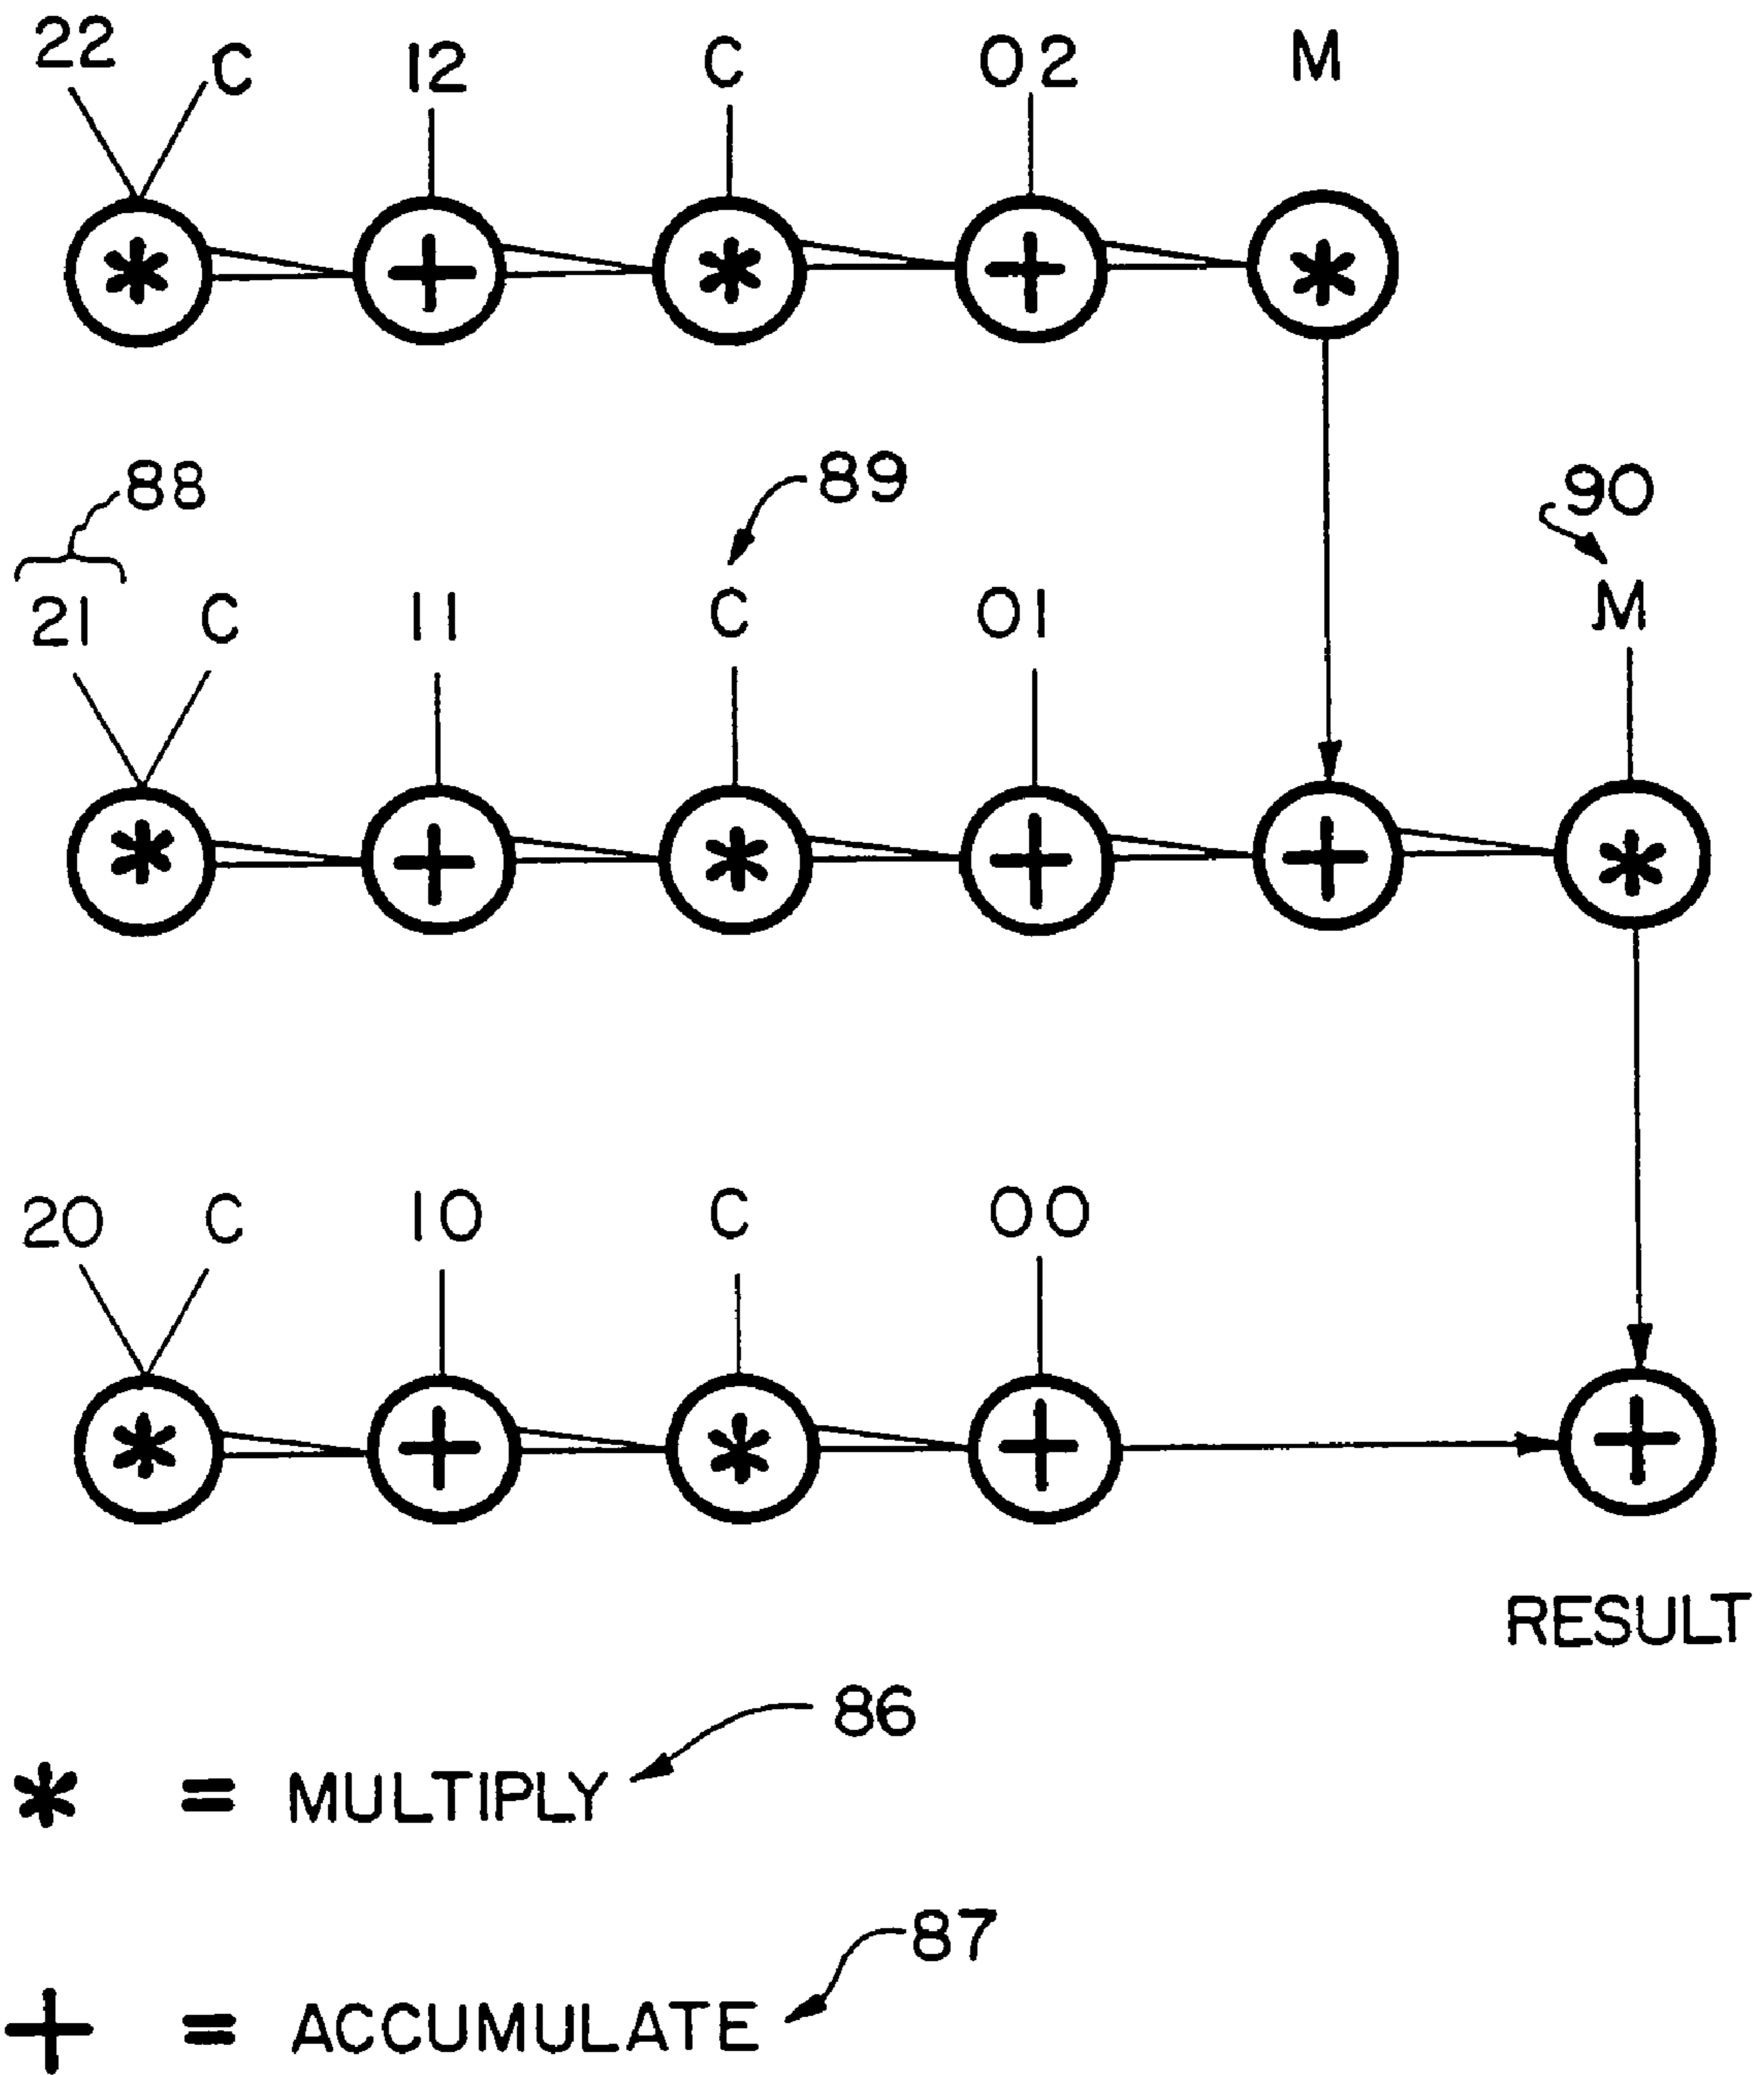 22 C 12 C 02 M
* + * + *
88 89 90
21 C 11 C 01 M
* + * + + *
20 C 10 C 00
* + * + +
RESULT
86
* = MULTIPLY
87
+ = ACCUMULATE